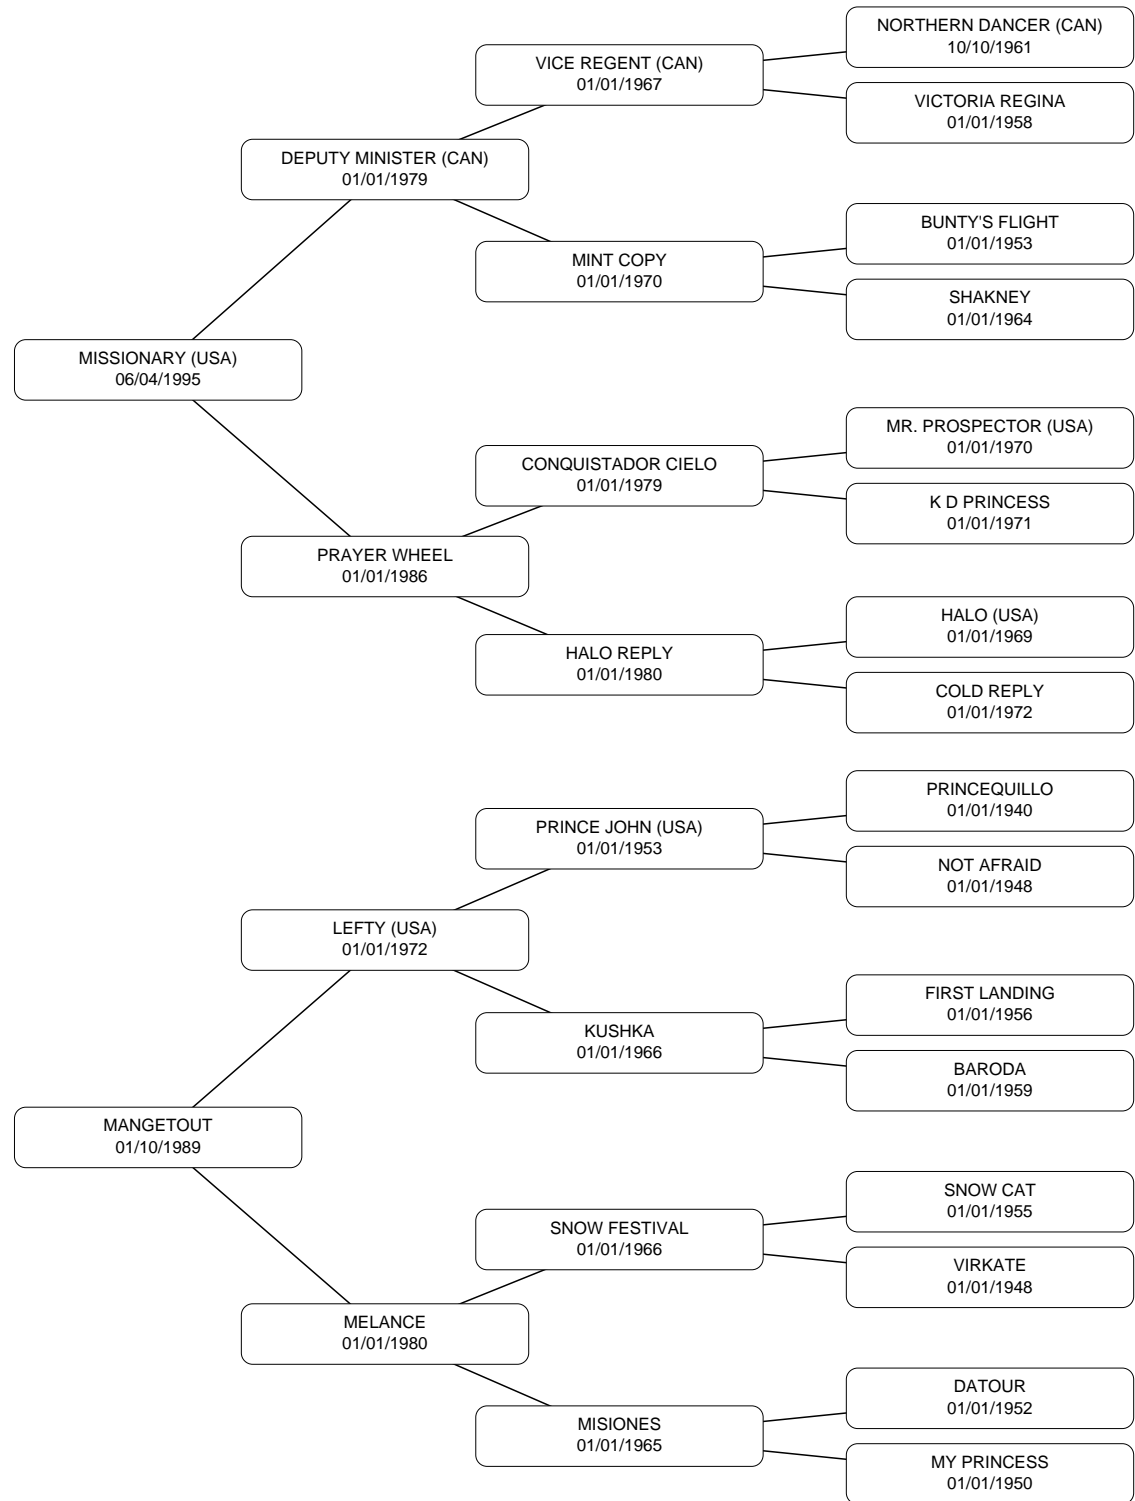 NORTHERN DANCER (CAN)
10/10/1961
VICE REGENT (CAN)
01/01/1967
VICTORIA REGINA
01/01/1958
DEPUTY MINISTER (CAN)
01/01/1979
BUNTY'S FLIGHT
01/01/1953
MINT COPY
01/01/1970
SHAKNEY
01/01/1964
MISSIONARY (USA)
06/04/1995
MR. PROSPECTOR (USA)
01/01/1970
CONQUISTADOR CIELO
01/01/1979
K D PRINCESS
01/01/1971
PRAYER WHEEL
01/01/1986
HALO (USA)
01/01/1969
HALO REPLY
01/01/1980
COLD REPLY
01/01/1972
PRINCEQUILLO
01/01/1940
PRINCE JOHN (USA)
01/01/1953
NOT AFRAID
01/01/1948
LEFTY (USA)
01/01/1972
FIRST LANDING
01/01/1956
KUSHKA
01/01/1966
BARODA
01/01/1959
MANGETOUT
01/10/1989
SNOW CAT
01/01/1955
SNOW FESTIVAL
01/01/1966
VIRKATE
01/01/1948
MELANCE
01/01/1980
DATOUR
01/01/1952
MISIONES
01/01/1965
MY PRINCESS
01/01/1950